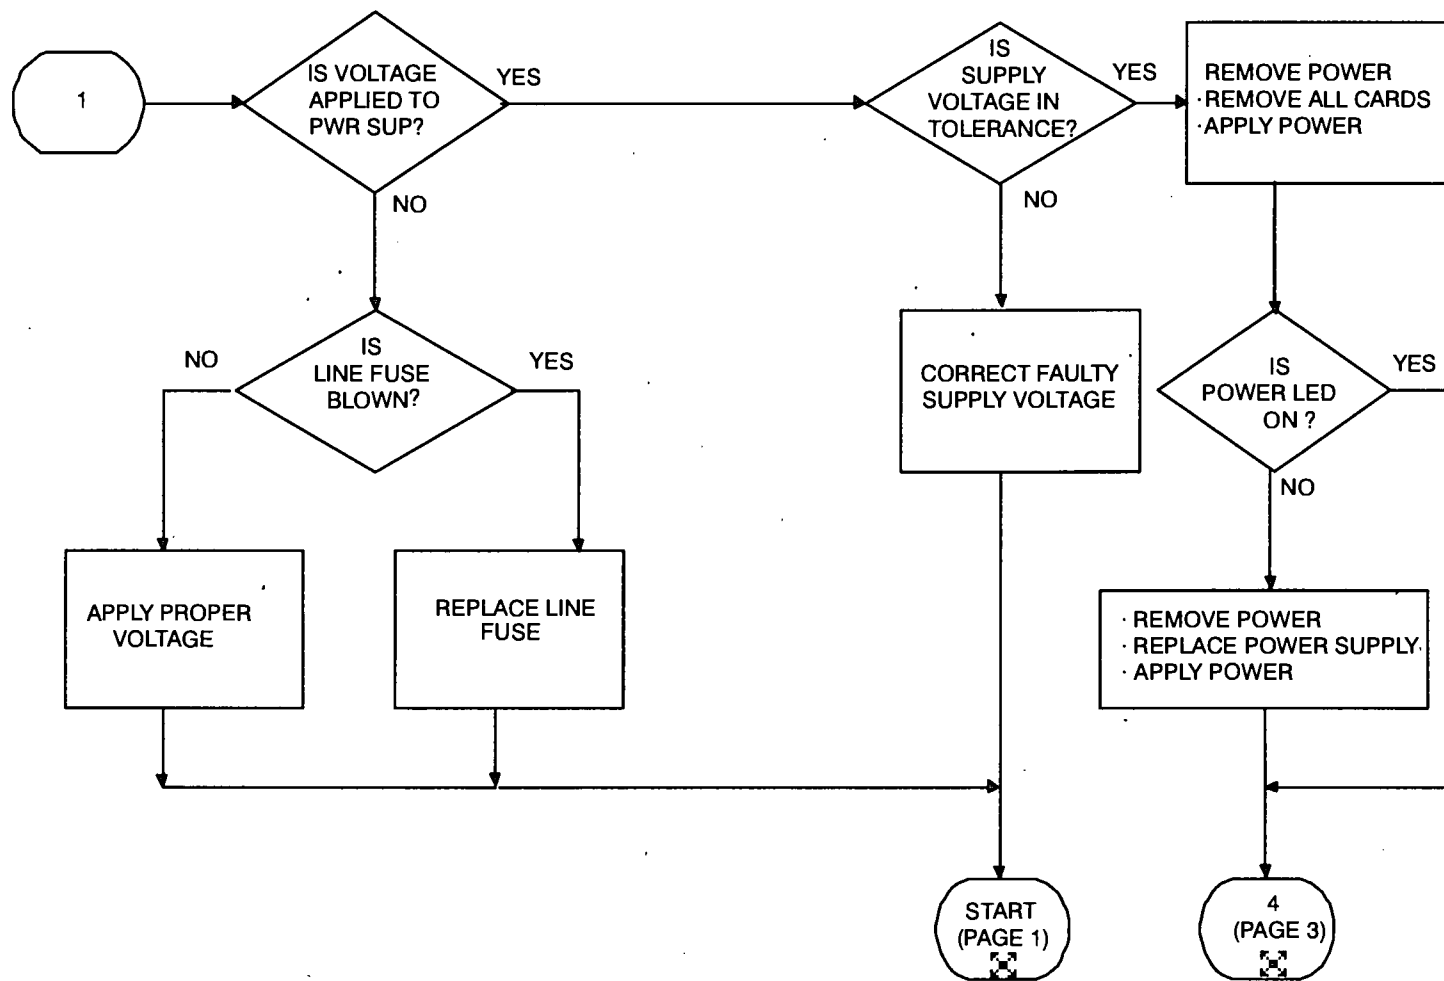 1
IS VOLTAGE
APPLIED TO
PWR SUP?
YES
NO
IS
SUPPLY
VOLTAGE IN
TOLERANCE?
YES
NO
REMOVE POWER
·REMOVE ALL CARDS
·APPLY POWER
NO
IS
LINE FUSE
BLOWN?
YES
CORRECT FAULTY
SUPPLY VOLTAGE
IS
POWER LED
ON ?
YES
NO
APPLY PROPER
VOLTAGE
REPLACE LINE
FUSE
· REMOVE POWER
· REPLACE POWER SUPPLY
· APPLY POWER
START
(PAGE 1)
4
(PAGE 3)